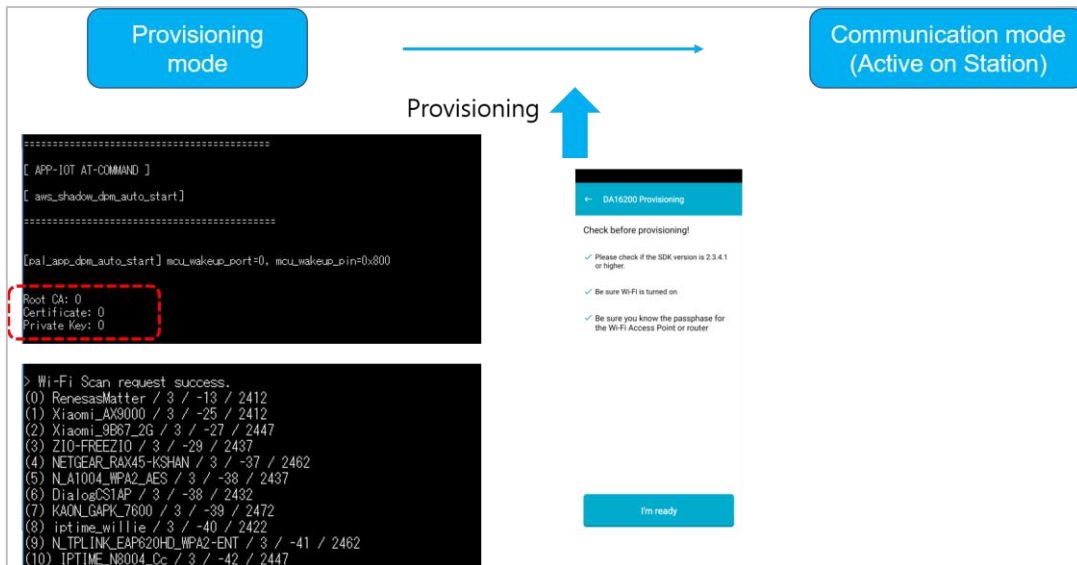 Provisioning
mode
Communication mode
(Active on Station)
Provisioning
===========================================
[ APP-IOT AT-COMMAND ]
[ aws_shadow_dpm_auto_start]
============================================
[pal_app_dpm_auto_start] mcu_wakeup_port=0, mcu_wakeup_pin=0x800
Root CA: 0
Certificate: 0
Private Key: 0
> Wi-Fi Scan request success.
(0) RenesasMatter / 3 / -13 / 2412
(1) Xiaomi_AX9000 / 3 / -25 / 2412
(2) Xiaomi_9B67_2G / 3 / -27 / 2447
(3) ZIO-FREEZIO / 3 / -29 / 2437
(4) NETGEAR_RAX45-KSHAN / 3 / -37 / 2462
(5) N_A1004_WPA2_AES / 3 / -38 / 2437
(6) DialogCS1AP / 3 / -38 / 2432
(7) KAON_GAPK_7600 / 3 / -39 / 2472
(8) iptime_willie / 3 / -40 / 2422
(9) N_TPLINK_EAP620HD_WPA2-ENT / 3 / -41 / 2462
(10) IPTIME_N8004_Cc / 3 / -42 / 2447
← DA16200 Provisioning
Check before provisioning!
✓ Please check if the SDK version is 2.3.4.1
or higher.
✓ Be sure Wi-Fi is turned on
✓ Be sure you know the passphase for
the Wi-Fi Access Point or router
I'm ready